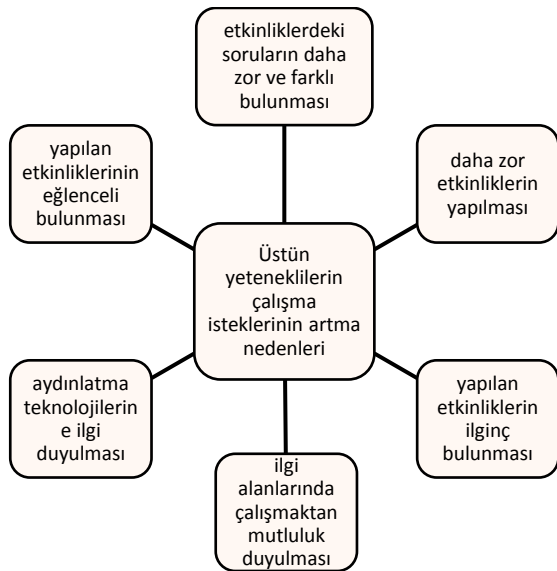 etkinliklerdeki
soruların daha
zor ve farklı
bulunması
yapılan
etkinliklerinin
eğlenceli
bulunması
daha zor
etkinliklerin
yapılması
Üstün
yeteneklilerin
çalışma
isteklerinin artma
nedenleri
aydınlatma
teknolojilerin
e ilgi
duyulması
yapılan
etkinliklerin
ilginç
bulunması
ilgi
alanlarında
çalışmaktan
mutluluk
duyulması